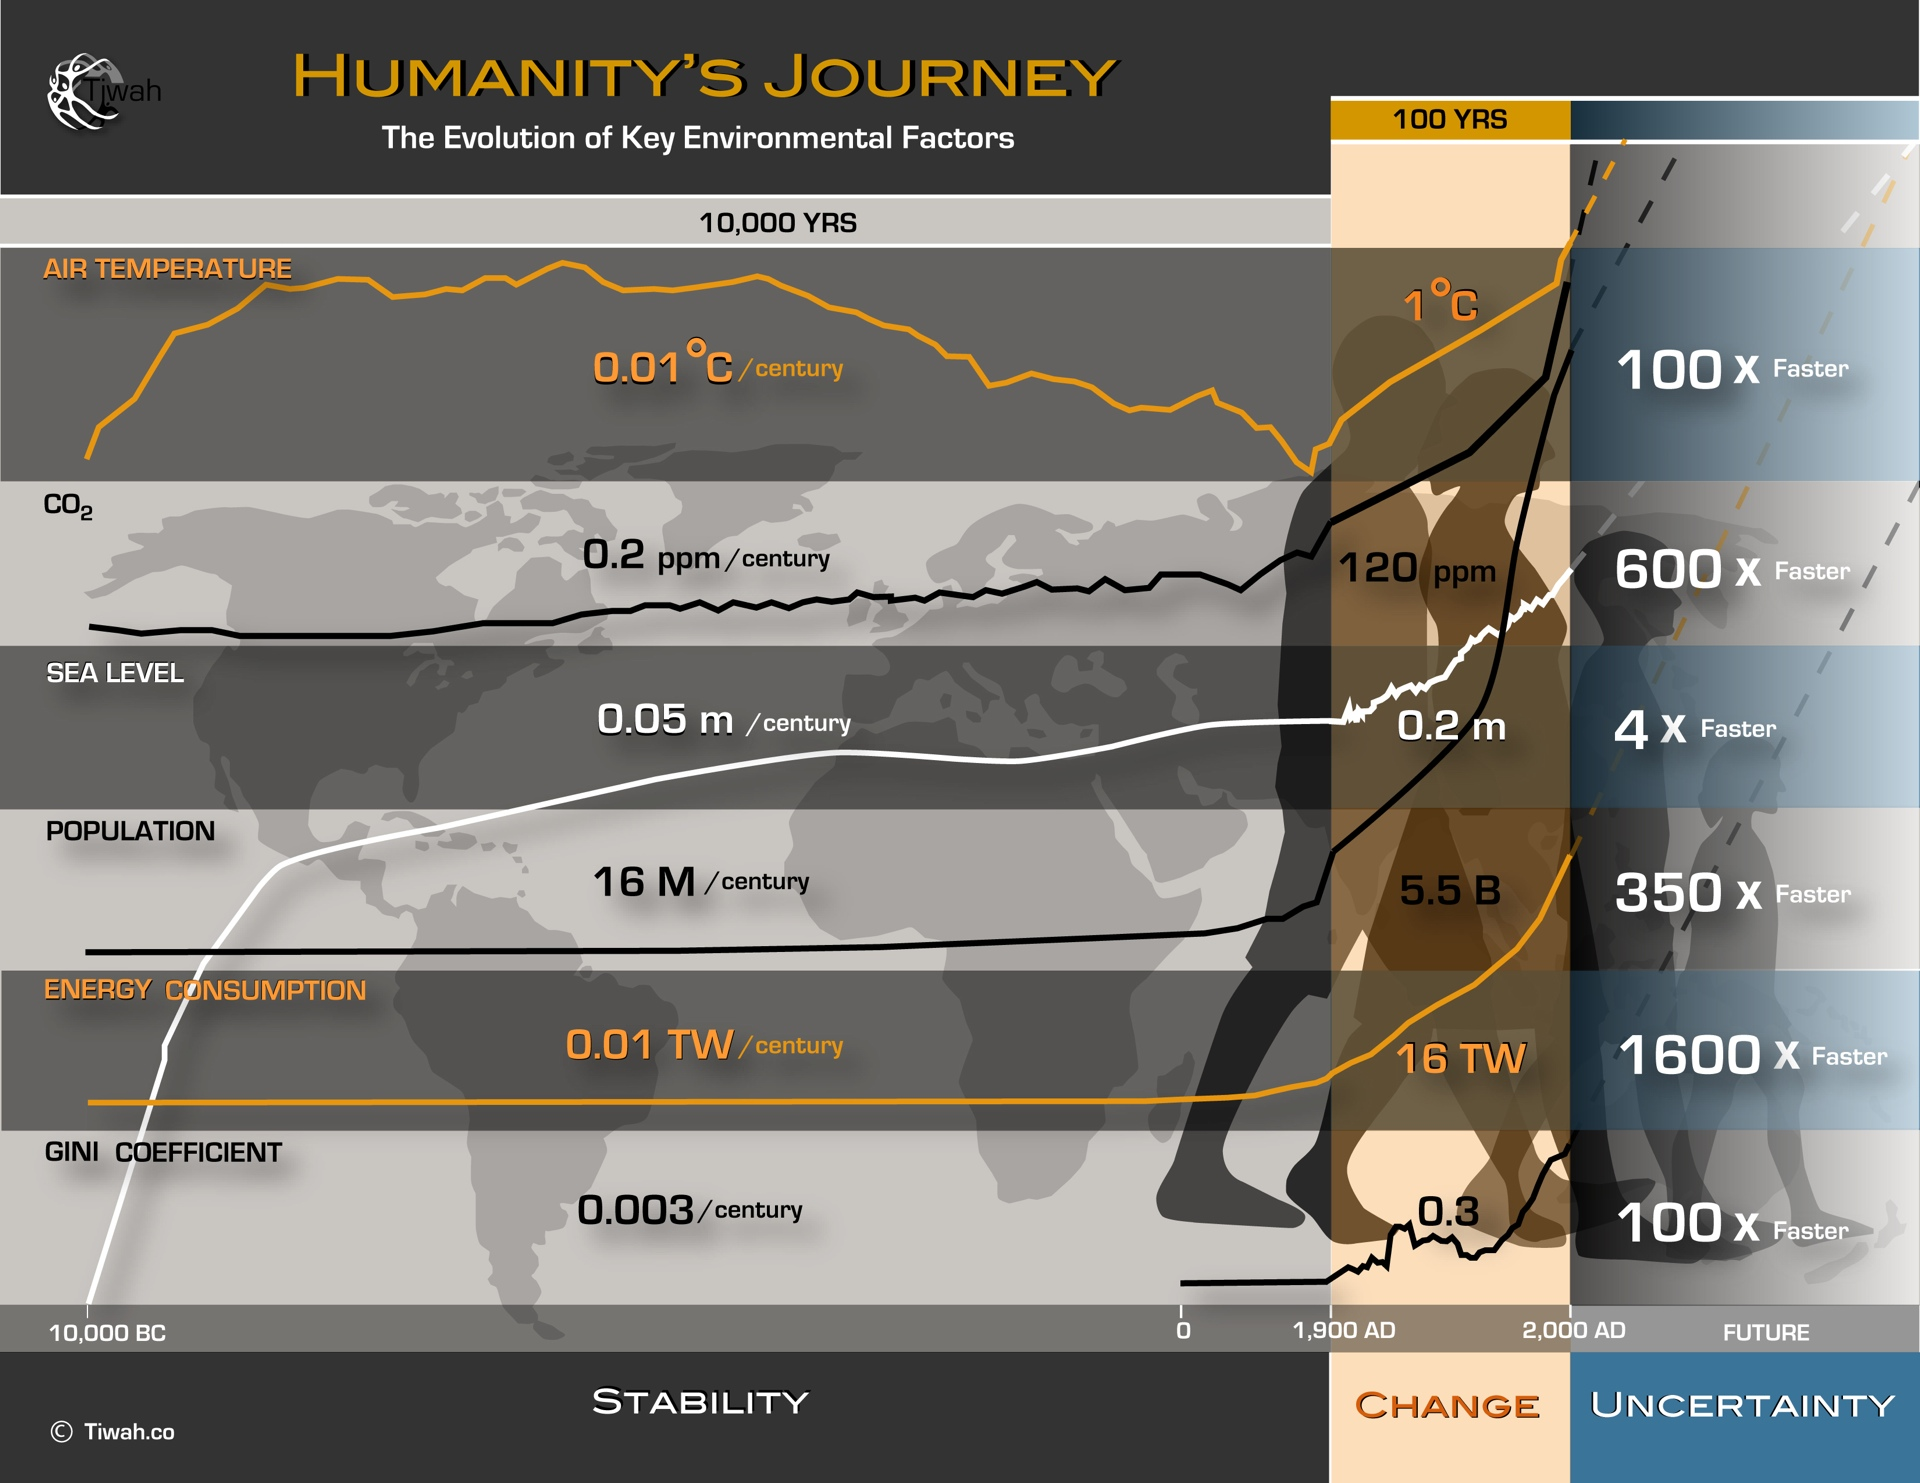 Tiwah
HUMANITY'S JOURNEY
The Evolution of Key Environmental Factors
100 YRS
10,000 YRS
AIR TEMPERATURE
0.01°C /century
1°C
100 x Faster
CO2
0.2 ppm /century
120 ppm
600 x Faster
SEA LEVEL
0.05 m /century
0.2 m
4 x Faster
POPULATION
16 M /century
5.5 B
350 x Faster
ENERGY CONSUMPTION
0.01 TW /century
16 TW
1600 x Faster
GINI COEFFICIENT
0.003 /century
0.3
100 x Faster
10,000 BC
0
1,900 AD
2,000 AD
FUTURE
STABILITY
CHANGE
UNCERTAINTY
© Tiwah.co